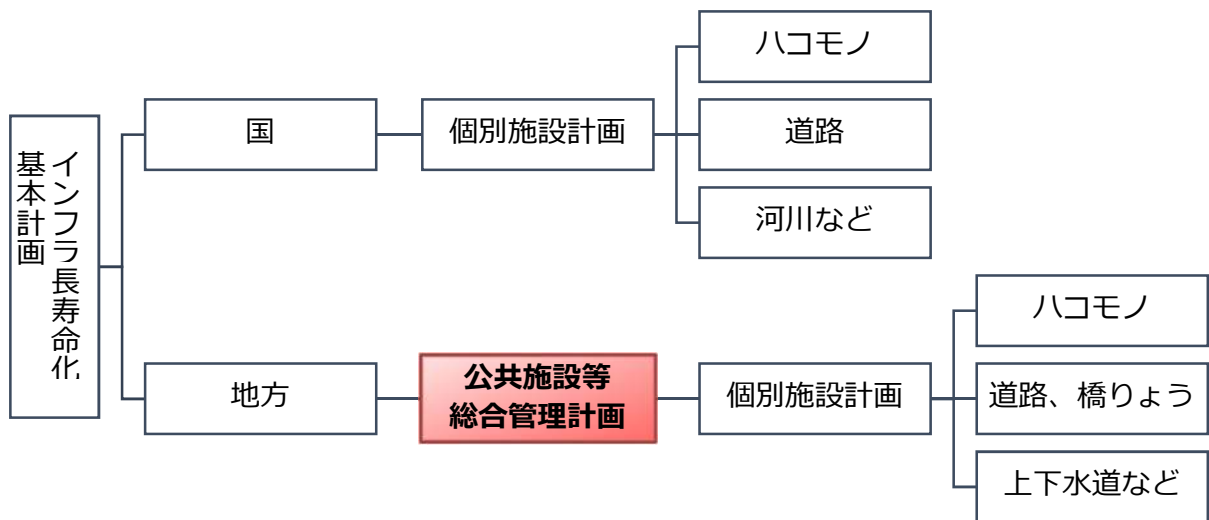 インフラ長寿命化
基本計画
国
個別施設計画
ハコモノ
道路
河川など
地方
公共施設等
総合管理計画
個別施設計画
ハコモノ
道路、橋りょう
上下水道など